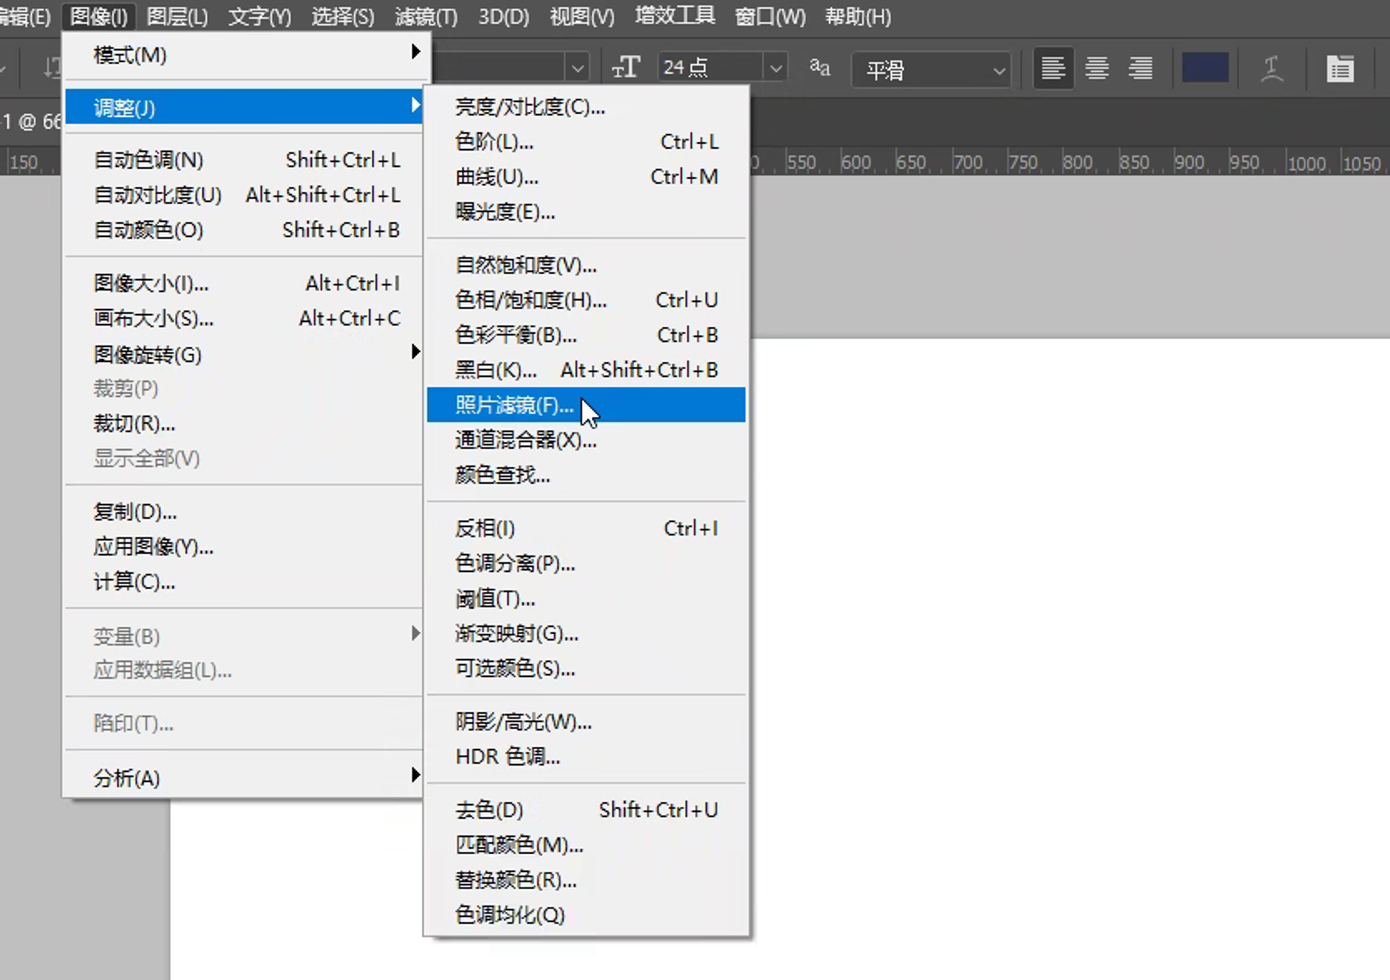 编辑(E) 图像(I) 图层(L) 文字(Y) 选择(S) 滤镜(T) 3D(D) 视图(V) 增效工具 窗口(W) 帮助(H)
24 点 aa 平滑
1 @ 66
150 550 600 650 700 750 800 850 900 950 1000 1050
模式(M)
调整(J)
自动色调(N) Shift+Ctrl+L
自动对比度(U) Alt+Shift+Ctrl+L
自动颜色(O) Shift+Ctrl+B
图像大小(I)... Alt+Ctrl+I
画布大小(S)... Alt+Ctrl+C
图像旋转(G)
裁剪(P)
裁切(R)...
显示全部(V)
复制(D)...
应用图像(Y)...
计算(C)...
变量(B)
应用数据组(L)...
陷印(T)...
分析(A)
亮度/对比度(C)...
色阶(L)... Ctrl+L
曲线(U)... Ctrl+M
曝光度(E)...
自然饱和度(V)...
色相/饱和度(H)... Ctrl+U
色彩平衡(B)... Ctrl+B
黑白(K)... Alt+Shift+Ctrl+B
照片滤镜(F)...
通道混合器(X)...
颜色查找...
反相(I) Ctrl+I
色调分离(P)...
阈值(T)...
渐变映射(G)...
可选颜色(S)...
阴影/高光(W)...
HDR 色调...
去色(D) Shift+Ctrl+U
匹配颜色(M)...
替换颜色(R)...
色调均化(Q)